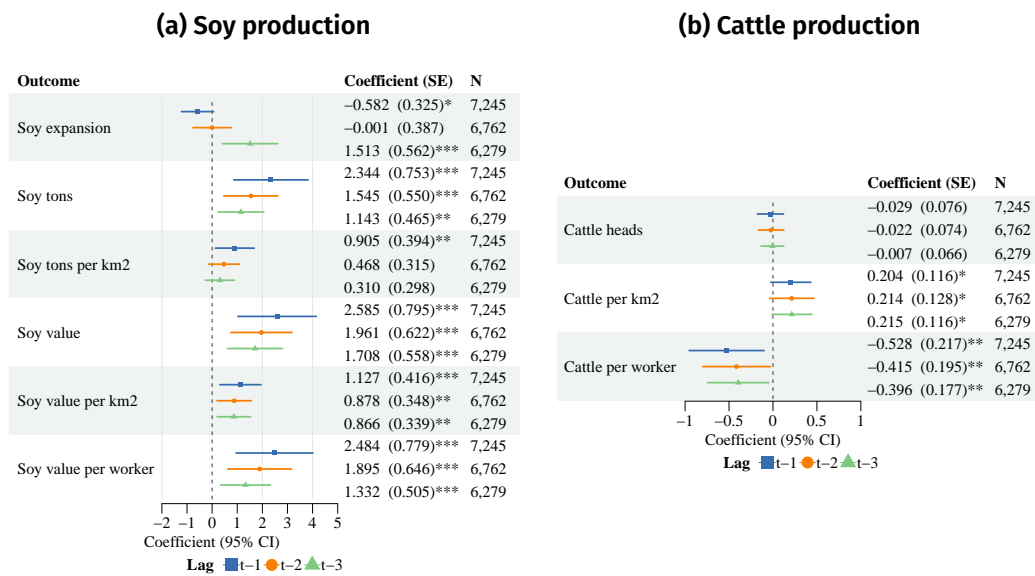 (a) Soy production
Outcome Coefficient (SE) N
Soy expansion
−0.582 (0.325)* 7,245
−0.001 (0.387) 6,762
1.513 (0.562)*** 6,279
Soy tons
2.344 (0.753)*** 7,245
1.545 (0.550)*** 6,762
1.143 (0.465)** 6,279
Soy tons per km2
0.905 (0.394)** 7,245
0.468 (0.315) 6,762
0.310 (0.298) 6,279
Soy value
2.585 (0.795)*** 7,245
1.961 (0.622)*** 6,762
1.708 (0.558)*** 6,279
Soy value per km2
1.127 (0.416)*** 7,245
0.878 (0.348)** 6,762
0.866 (0.339)** 6,279
Soy value per worker
2.484 (0.779)*** 7,245
1.895 (0.646)*** 6,762
1.332 (0.505)*** 6,279
−2 −1 0 1 2 3 4 5
Coefficient (95% CI)
Lag t−1 t−2 t−3
(b) Cattle production
Outcome Coefficient (SE) N
Cattle heads
−0.029 (0.076) 7,245
−0.022 (0.074) 6,762
−0.007 (0.066) 6,279
Cattle per km2
0.204 (0.116)* 7,245
0.214 (0.128)* 6,762
0.215 (0.116)* 6,279
Cattle per worker
−0.528 (0.217)** 7,245
−0.415 (0.195)** 6,762
−0.396 (0.177)** 6,279
−1 −0.5 0 0.5 1
Coefficient (95% CI)
Lag t−1 t−2 t−3